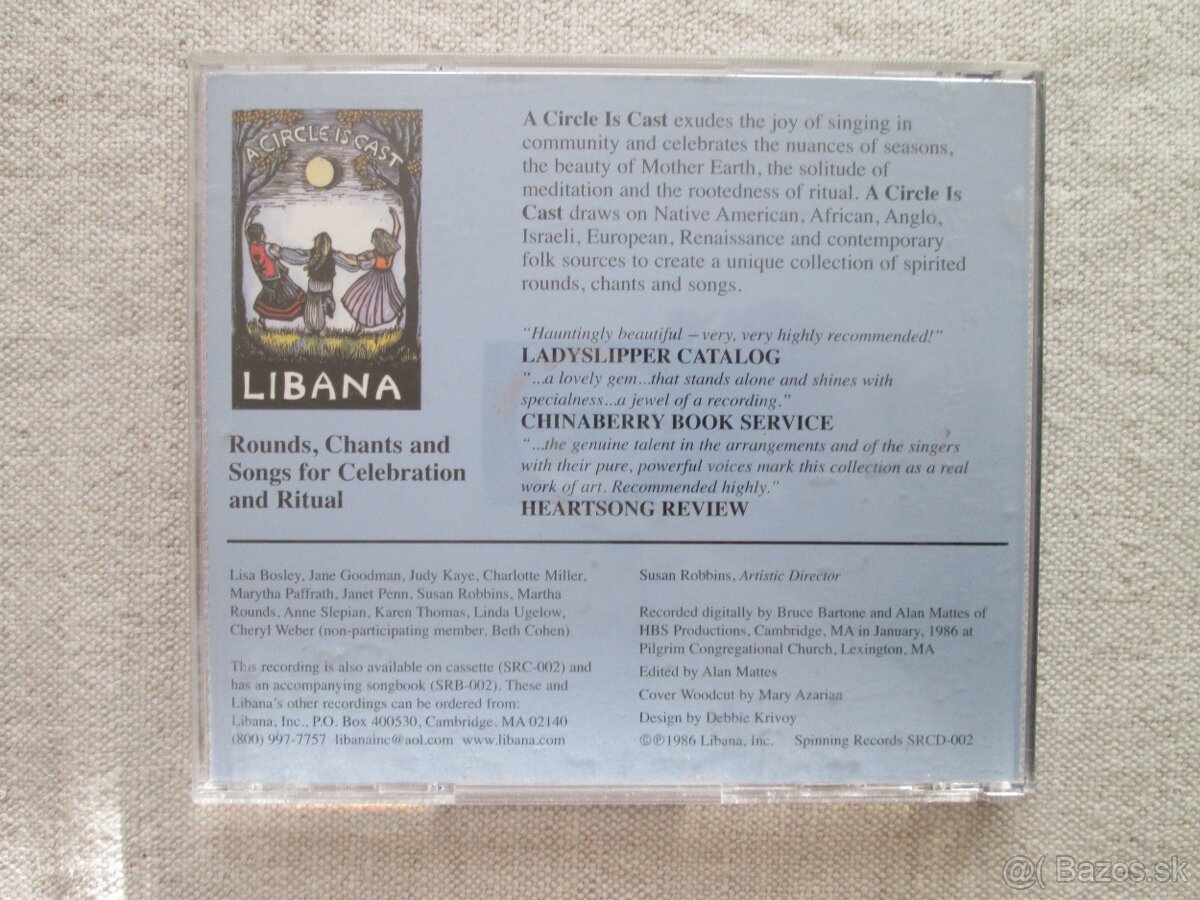 A CIRCLE IS CAST
LIBANA
Rounds, Chants and
Songs for Celebration
and Ritual
A Circle Is Cast exudes the joy of singing in
community and celebrates the nuances of seasons,
the beauty of Mother Earth, the solitude of
meditation and the rootedness of ritual. A Circle Is
Cast draws on Native American, African, Anglo,
Israeli, European, Renaissance and contemporary
folk sources to create a unique collection of spirited
rounds, chants and songs.
"Hauntingly beautiful – very, very highly recommended!"
LADYSLIPPER CATALOG
"...a lovely gem...that stands alone and shines with
specialness...a jewel of a recording."
CHINABERRY BOOK SERVICE
"...the genuine talent in the arrangements and of the singers
with their pure, powerful voices mark this collection as a real
work of art. Recommended highly."
HEARTSONG REVIEW
Lisa Bosley, Jane Goodman, Judy Kaye, Charlotte Miller,
Marytha Paffrath, Janet Penn, Susan Robbins, Martha
Rounds, Anne Slepian, Karen Thomas, Linda Ugelow,
Cheryl Weber (non-participating member, Beth Cohen)
This recording is also available on cassette (SRC-002) and
has an accompanying songbook (SRB-002). These and
Libana's other recordings can be ordered from:
Libana, Inc., P.O. Box 400530, Cambridge, MA 02140
(800) 997-7757 libanainc@aol.com www.libana.com
Susan Robbins, Artistic Director
Recorded digitally by Bruce Bartone and Alan Mattes of
HBS Productions, Cambridge, MA in January, 1986 at
Pilgrim Congregational Church, Lexington, MA
Edited by Alan Mattes
Cover Woodcut by Mary Azarian
Design by Debbie Krivoy
©℗1986 Libana, Inc. Spinning Records SRCD-002
@( Bazos.sk